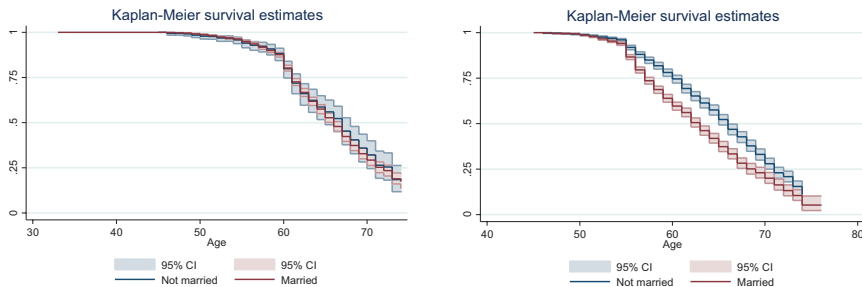 Kaplan-Meier survival estimates
1
.75
.5
.25
0
30 40 50 60 70
Age
95% CI 95% CI
Not married Married
Kaplan-Meier survival estimates
1
.75
.5
.25
0
40 50 60 70 80
Age
95% CI 95% CI
Not married Married